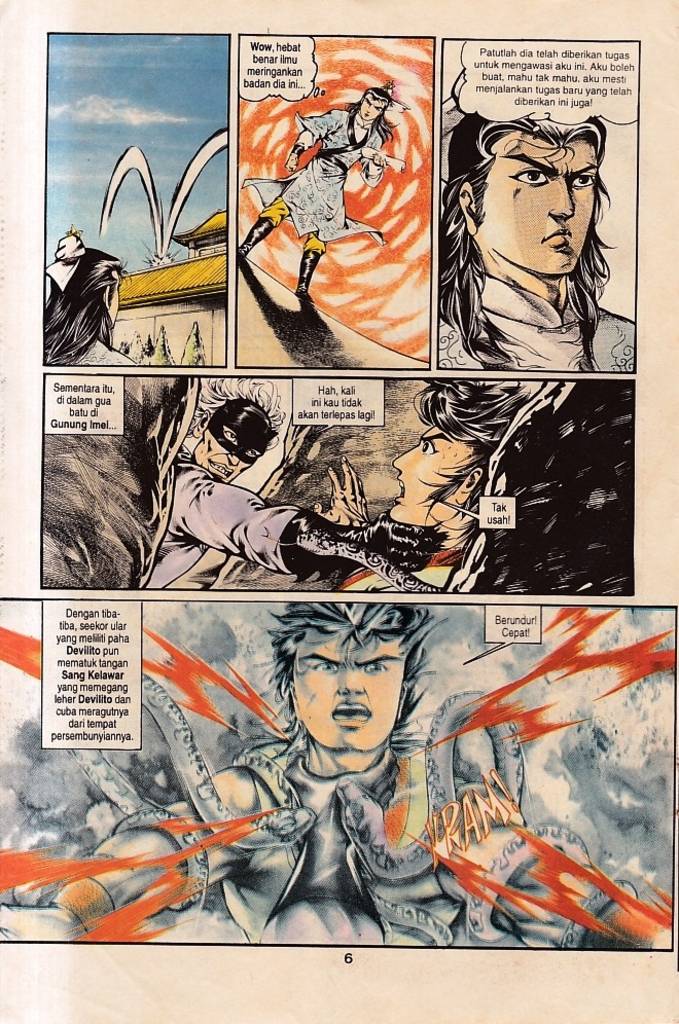 Wow, hebat
benar ilmu
meringankan
badan dia ini...
Patutlah dia telah diberikan tugas
untuk mengawasi aku ini. Aku boleh
buat, mahu tak mahu, aku mesti
menjalankan tugas baru yang telah
diberikan ini juga!
Sementara itu,
di dalam gua
batu di
Gunung Imei...
Hah, kali
ini kau tidak
akan terlepas lagi!
Tak
usah!
Dengan tiba-
tiba, seekor ular
yang meliliti paha
Devilito pun
mematuk tangan
Sang Kelawar
yang memegang
leher Devilito dan
cuba meragutnya
dari tempat
persembunyiannya.
Berundur!
Cepat!
KRAM!
6